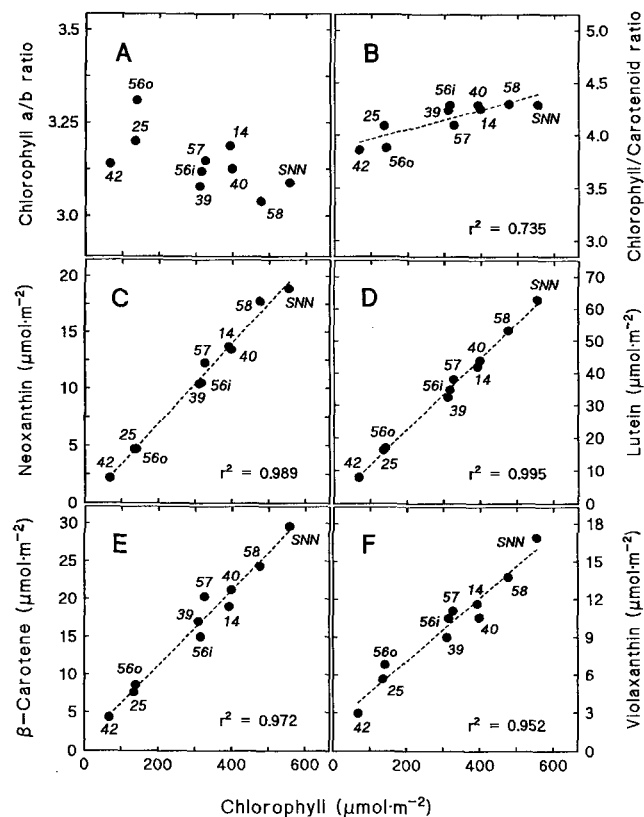 3.5
3.25
3.0
Chlorophyll a/b ratio
A
56o
25
42
57
56i
39
14
40
SNN
58
B
25
42
56o
39
56i
57
40
14
58
SNN
r² = 0.735
5.0
4.5
4.0
3.5
3.0
Chlorophyll/Carotenoid ratio
20
15
10
5
0
Neoxanthin (μmol·m⁻²)
C
42
25
56o
39
56i
57
14
40
58
SNN
r² = 0.989
D
42
56o
25
56i
39
57
40
14
58
SNN
r² = 0.995
70
60
50
40
30
20
10
0
Lutein (μmol·m⁻²)
30
25
20
15
10
5
0
β-Carotene (μmol·m⁻²)
E
42
56o
25
39
57
56i
40
14
58
SNN
r² = 0.972
0 200 400 600
F
42
56o
25
56i
39
57
14
40
58
SNN
r² = 0.952
18
15
12
9
6
3
0
Violaxanthin (μmol·m⁻²)
0 200 400 600
Chlorophyll (μmol·m⁻²)